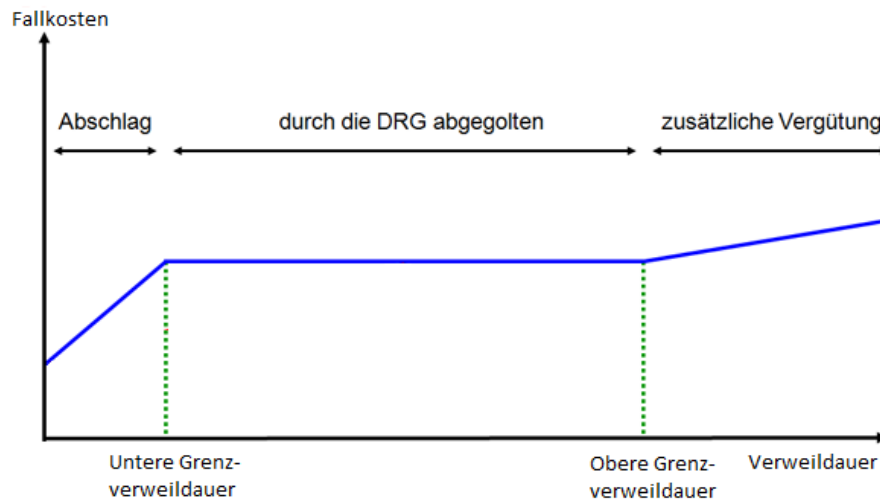 Fallkosten
Abschlag
durch die DRG abgegolten
zusätzliche Vergütung
Untere Grenz-
verweildauer
Obere Grenz-
verweildauer
Verweildauer